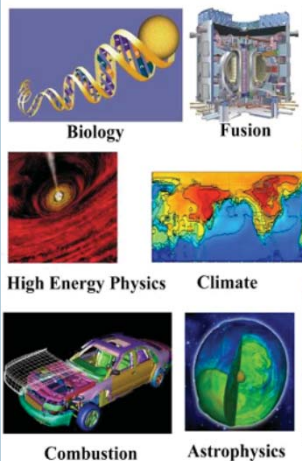 Biology
Fusion
High Energy Physics
Climate
Combustion
Astrophysics